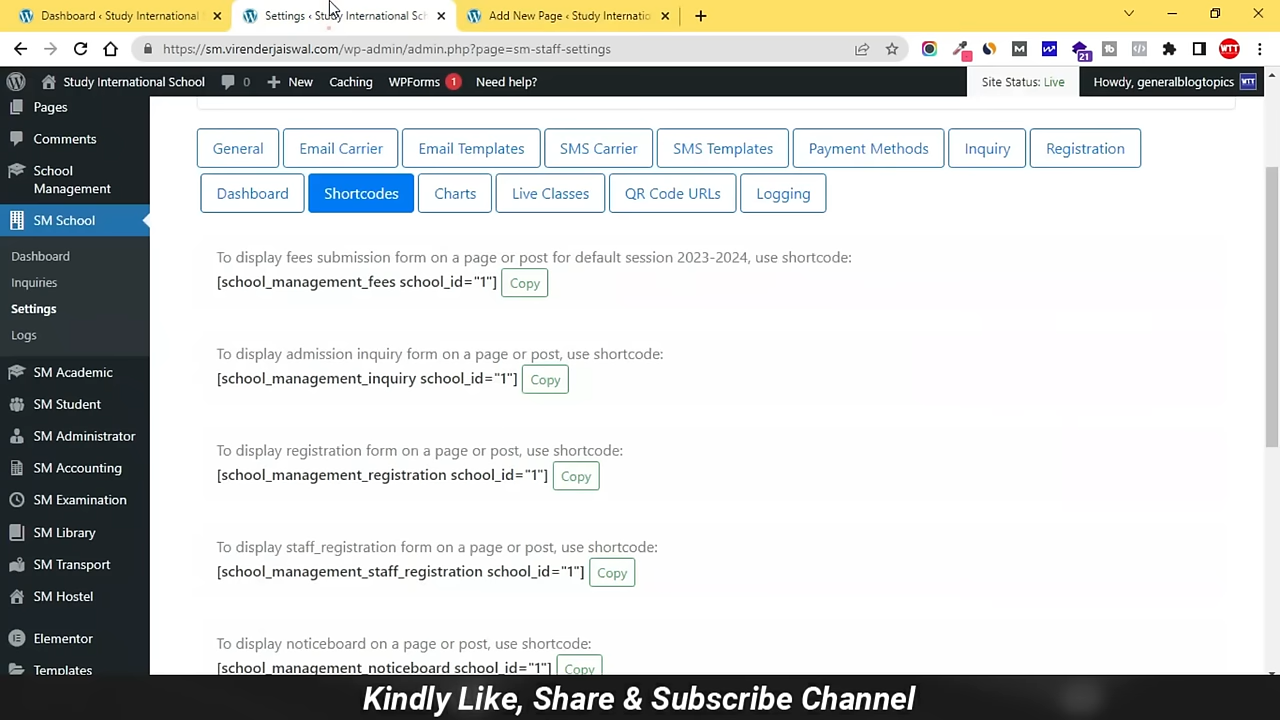 Dashboard ‹ Study International
Settings ‹ Study International Sch
Add New Page ‹ Study Internatio
https://sm.virenderjaiswal.com/wp-admin/admin.php?page=sm-staff-settings
21
Study International School
0
New
Caching
WPForms 1
Need help?
Site Status: Live
Howdy, generalblogtopics
Pages
Comments
School
Management
SM School
Dashboard
Inquiries
Settings
Logs
SM Academic
SM Student
SM Administrator
SM Accounting
SM Examination
SM Library
SM Transport
SM Hostel
Elementor
Templates
General
Email Carrier
Email Templates
SMS Carrier
SMS Templates
Payment Methods
Inquiry
Registration
Dashboard
Shortcodes
Charts
Live Classes
QR Code URLs
Logging
To display fees submission form on a page or post for default session 2023-2024, use shortcode:
[school_management_fees school_id="1"] Copy
To display admission inquiry form on a page or post, use shortcode:
[school_management_inquiry school_id="1"] Copy
To display registration form on a page or post, use shortcode:
[school_management_registration school_id="1"] Copy
To display staff_registration form on a page or post, use shortcode:
[school_management_staff_registration school_id="1"] Copy
To display noticeboard on a page or post, use shortcode:
[school_management_noticeboard school_id="1"] Copy
Kindly Like, Share & Subscribe Channel